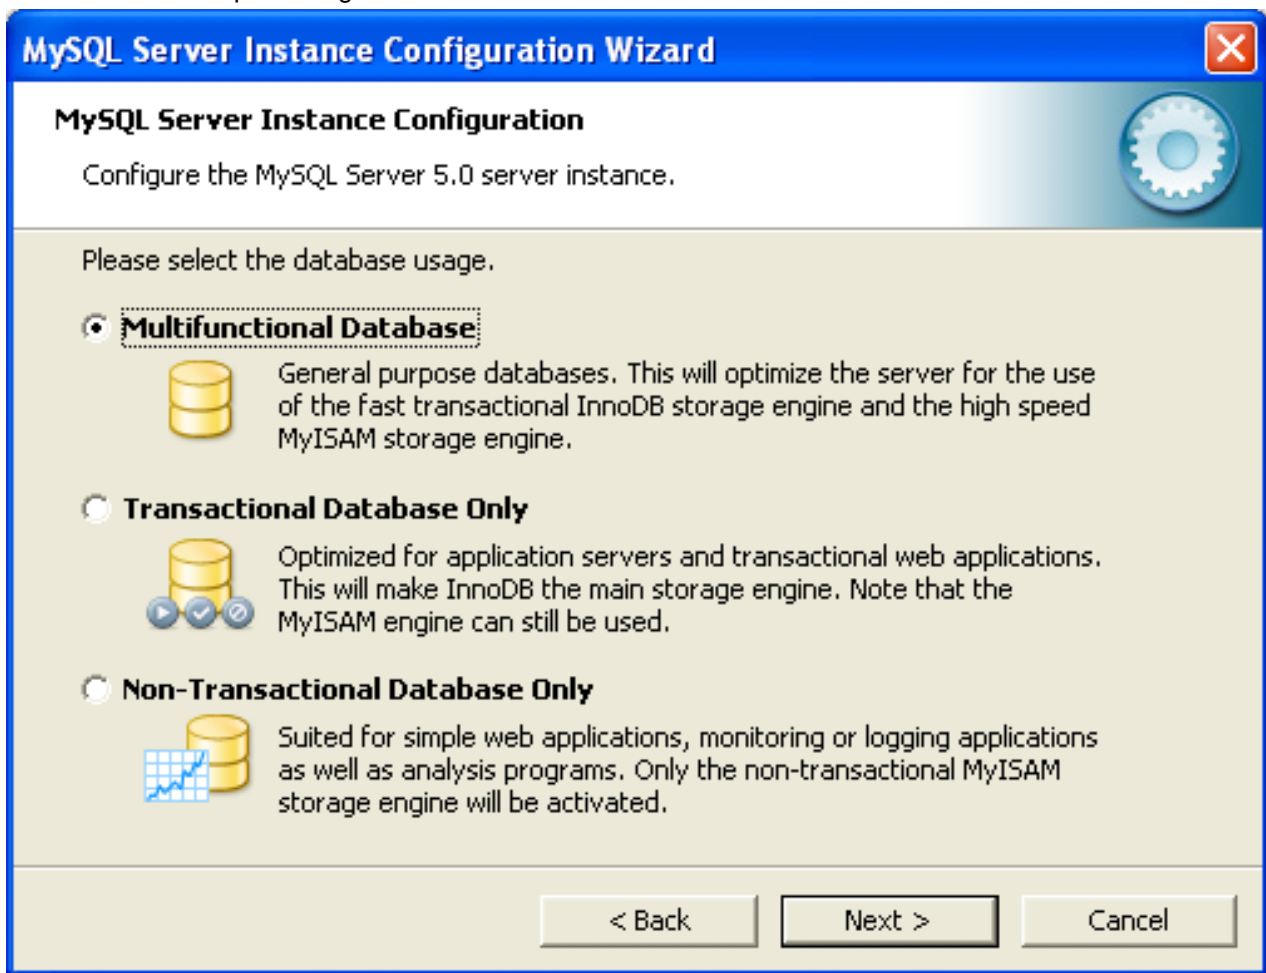 MySQL Server Instance Configuration Wizard
MySQL Server Instance Configuration
Configure the MySQL Server 5.0 server instance.
Please select the database usage.
Multifunctional Database
General purpose databases. This will optimize the server for the use
of the fast transactional InnoDB storage engine and the high speed
MyISAM storage engine.
Transactional Database Only
Optimized for application servers and transactional web applications.
This will make InnoDB the main storage engine. Note that the
MyISAM engine can still be used.
Non-Transactional Database Only
Suited for simple web applications, monitoring or logging applications
as well as analysis programs. Only the non-transactional MyISAM
storage engine will be activated.
< Back Next > Cancel